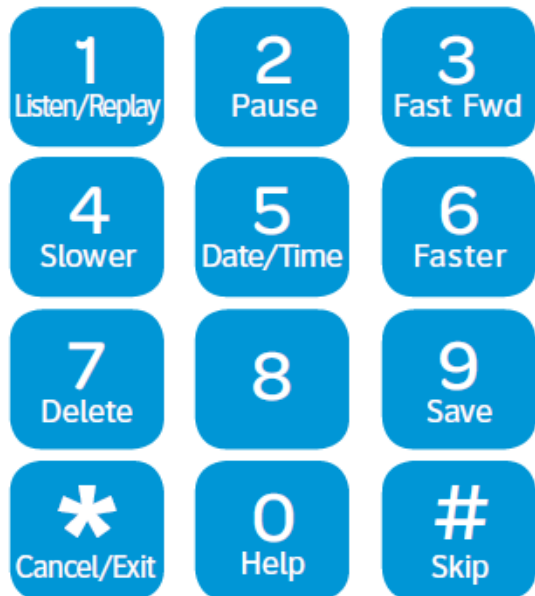 1 2 3
Listen/Replay Pause Fast Fwd
4 5 6
Slower Date/Time Faster
7 8 9
Delete Save
* 0 #
Cancel/Exit Help Skip